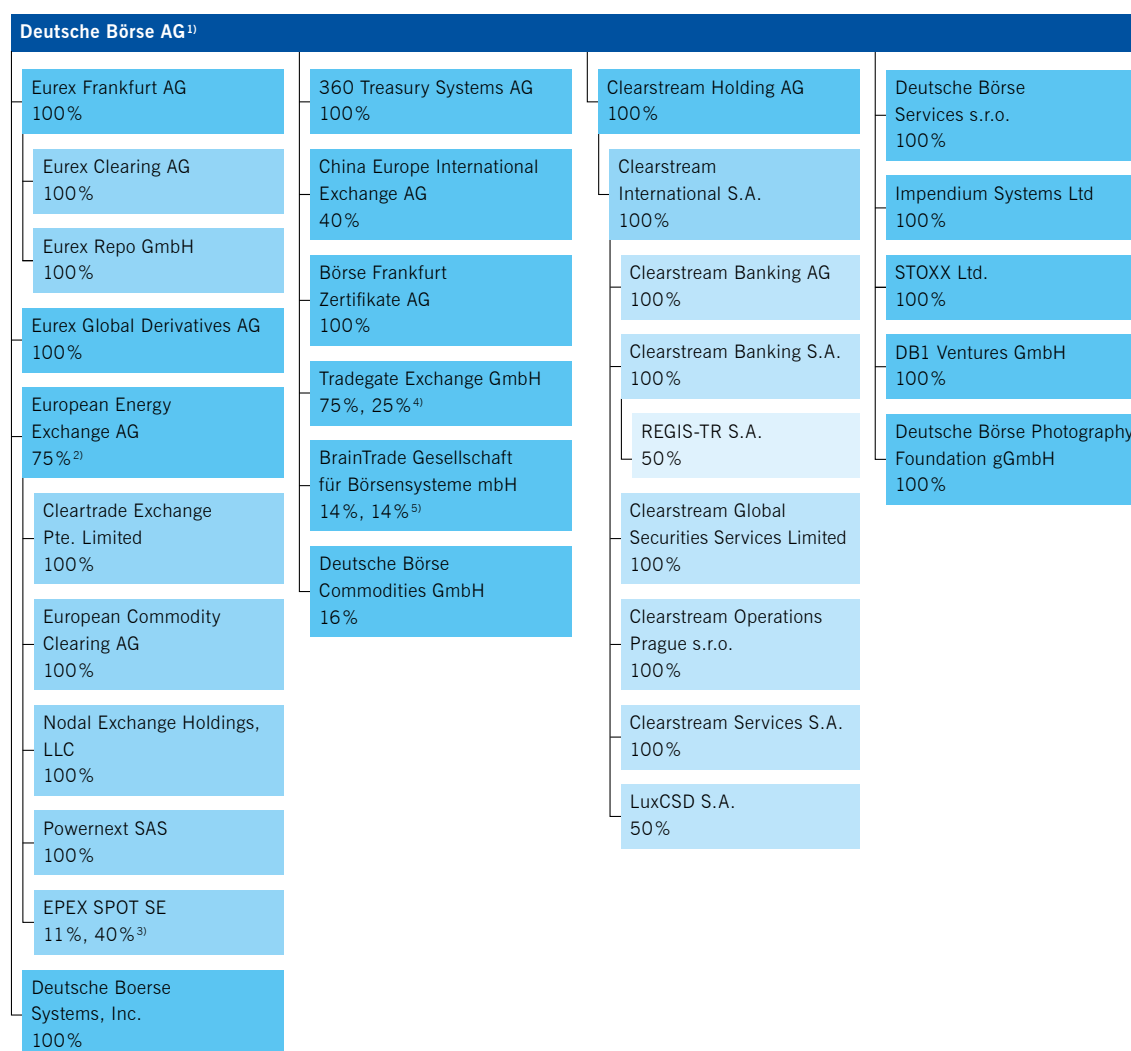 Deutsche Börse AG1)
Eurex Frankfurt AG
100%
Eurex Clearing AG
100%
Eurex Repo GmbH
100%
Eurex Global Derivatives AG
100%
European Energy
Exchange AG
75%2)
Cleartrade Exchange
Pte. Limited
100%
European Commodity
Clearing AG
100%
Nodal Exchange Holdings,
LLC
100%
Powernext SAS
100%
EPEX SPOT SE
11%, 40%3)
Deutsche Boerse
Systems, Inc.
100%
360 Treasury Systems AG
100%
China Europe International
Exchange AG
40%
Börse Frankfurt
Zertifikate AG
100%
Tradegate Exchange GmbH
75%, 25%4)
BrainTrade Gesellschaft
für Börsensysteme mbH
14%, 14%5)
Deutsche Börse
Commodities GmbH
16%
Clearstream Holding AG
100%
Clearstream
International S.A.
100%
Clearstream Banking AG
100%
Clearstream Banking S.A.
100%
REGIS-TR S.A.
50%
Clearstream Global
Securities Services Limited
100%
Clearstream Operations
Prague s.r.o.
100%
Clearstream Services S.A.
100%
LuxCSD S.A.
50%
Deutsche Börse
Services s.r.o.
100%
Impendium Systems Ltd
100%
STOXX Ltd.
100%
DB1 Ventures GmbH
100%
Deutsche Börse Photography
Foundation gGmbH
100%